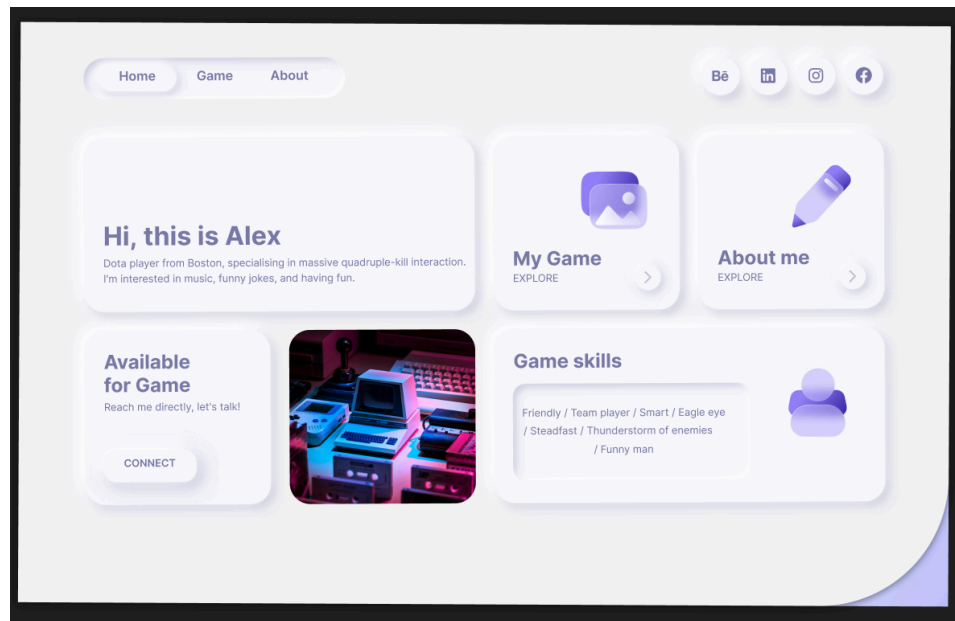 Home
Game
About
Bē
in
Hi, this is Alex
Dota player from Boston, specialising in massive quadruple-kill interaction.
I'm interested in music, funny jokes, and having fun.
My Game
EXPLORE
About me
EXPLORE
Available
for Game
Reach me directly, let's talk!
CONNECT
Game skills
Friendly / Team player / Smart / Eagle eye
/ Steadfast / Thunderstorm of enemies
/ Funny man